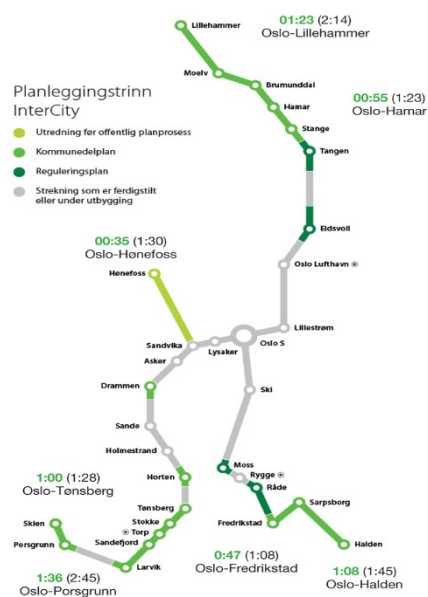 01:23 (2:14)
Oslo-Lillehammer
Lillehammer
Moelv
Brumunddal
Hamar
Stange
Tangen
00:55 (1:23)
Oslo-Hamar
Planleggingstrinn
InterCity
Utredning før offentlig planprosess
Kommunedelplan
Reguleringsplan
Strekning som er ferdigstilt
eller under utbygging
Eidsvoll
Oslo Lufthavn
00:35 (1:30)
Oslo-Hønefoss
Hønefoss
Lillestrøm
Oslo S
Lysaker
Sandvika
Asker
Drammen
Ski
Sande
Holmestrand
Horten
Moss
Rygge
Råde
1:00 (1:28)
Oslo-Tønsberg
Tønsberg
Stokke
Torp
Sandefjord
Larvik
Skien
Porsgrunn
1:36 (2:45)
Oslo-Porsgrunn
Fredrikstad
Sarpsborg
Halden
0:47 (1:08)
Oslo-Fredrikstad
1:08 (1:45)
Oslo-Halden